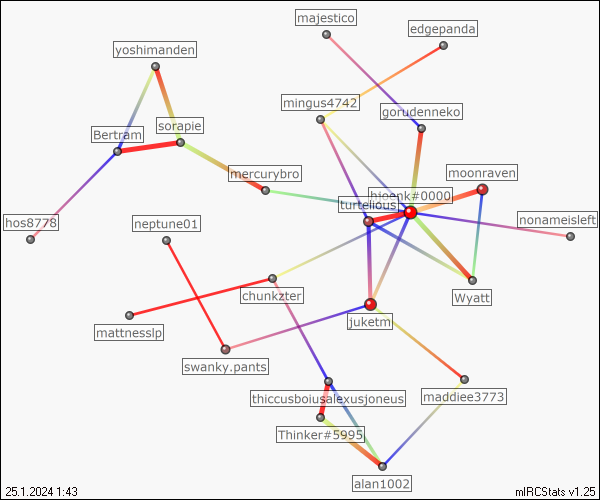 majestico
edgepanda
yoshimanden
mingus4742
gorudenneko
sorapie
Bertram
mercurybro
moonraven
hioenk#0000
turtelious
hos8778
neptune01
nonameisleft
chunkzter
Wyatt
mattnesslp
juketm
swanky.pants
thiccusboiusalexusjoneus
maddiee3773
Thinker#5995
alan1002
25.1.2024 1:43
mIRCStats v1.25